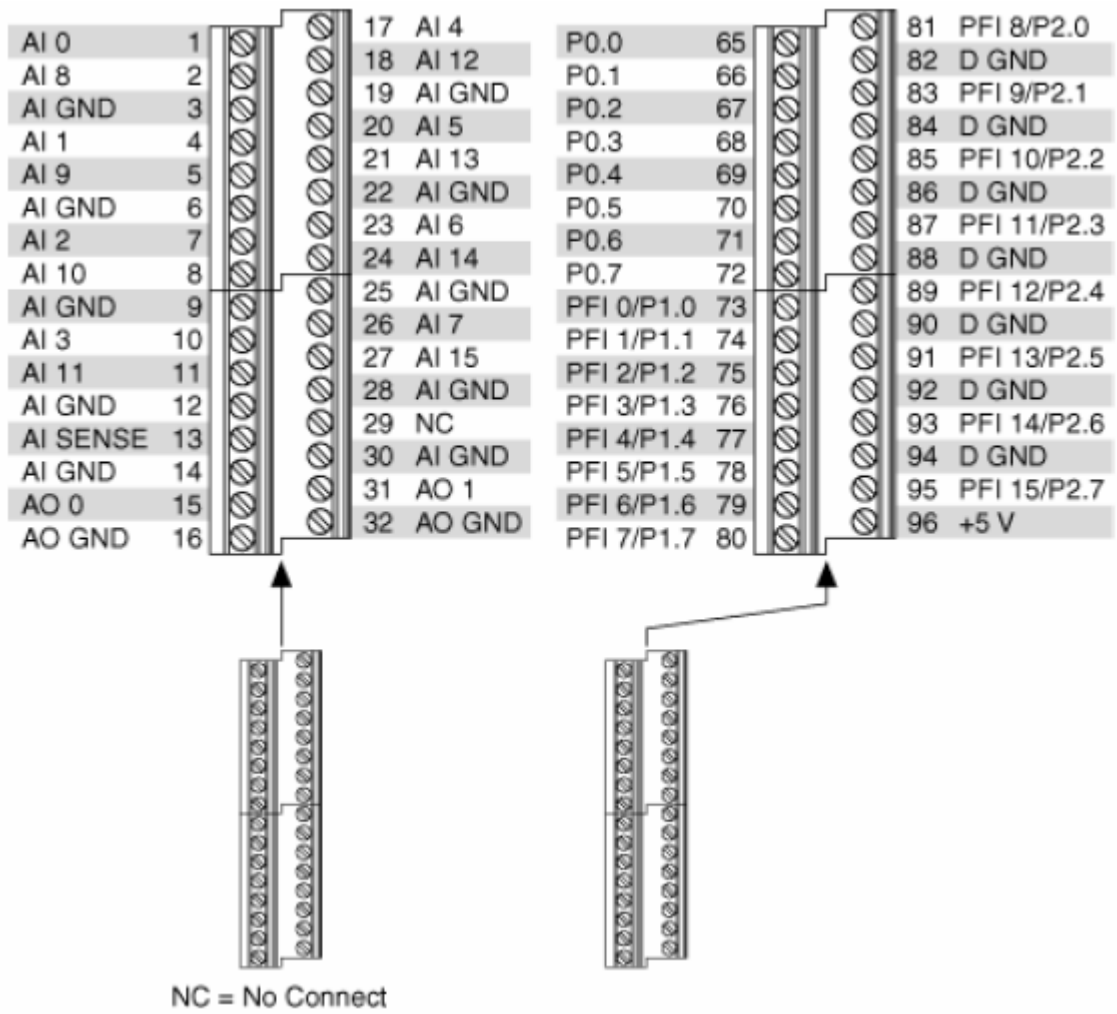 AI 0 1
AI 8 2
AI GND 3
AI 1 4
AI 9 5
AI GND 6
AI 2 7
AI 10 8
AI GND 9
AI 3 10
AI 11 11
AI GND 12
AI SENSE 13
AI GND 14
AO 0 15
AO GND 16
17 AI 4
18 AI 12
19 AI GND
20 AI 5
21 AI 13
22 AI GND
23 AI 6
24 AI 14
25 AI GND
26 AI 7
27 AI 15
28 AI GND
29 NC
30 AI GND
31 AO 1
32 AO GND
P0.0 65
P0.1 66
P0.2 67
P0.3 68
P0.4 69
P0.5 70
P0.6 71
P0.7 72
PFI 0/P1.0 73
PFI 1/P1.1 74
PFI 2/P1.2 75
PFI 3/P1.3 76
PFI 4/P1.4 77
PFI 5/P1.5 78
PFI 6/P1.6 79
PFI 7/P1.7 80
81 PFI 8/P2.0
82 D GND
83 PFI 9/P2.1
84 D GND
85 PFI 10/P2.2
86 D GND
87 PFI 11/P2.3
88 D GND
89 PFI 12/P2.4
90 D GND
91 PFI 13/P2.5
92 D GND
93 PFI 14/P2.6
94 D GND
95 PFI 15/P2.7
96 +5 V
NC = No Connect